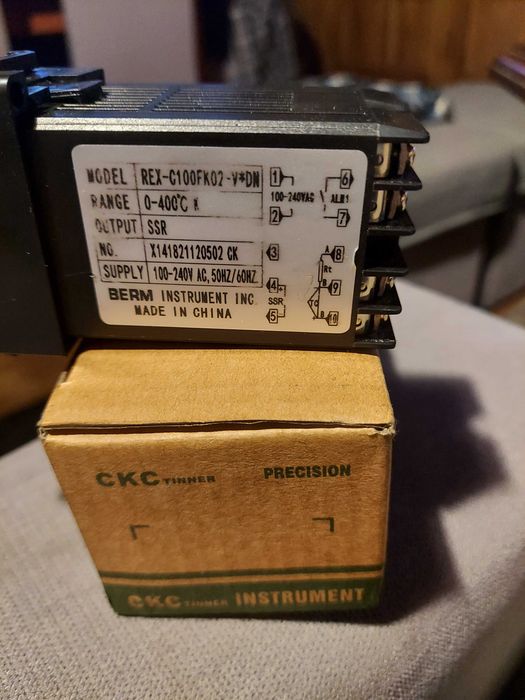 MODEL REX-C100FK02-V*DN
RANGE 0-400℃ K
OUTPUT SSR
NO. X141821120502 CK
SUPPLY 100-240V AC, 50HZ/60HZ
BERM INSTRUMENT INC
MADE IN CHINA
1 6
100-240VAC ALM1
2 7
3 A 8
Rt
4 + B 9
SSR TC
5 - B 10
CKC TINNER PRECISION
CKC TINNER INSTRUMENT